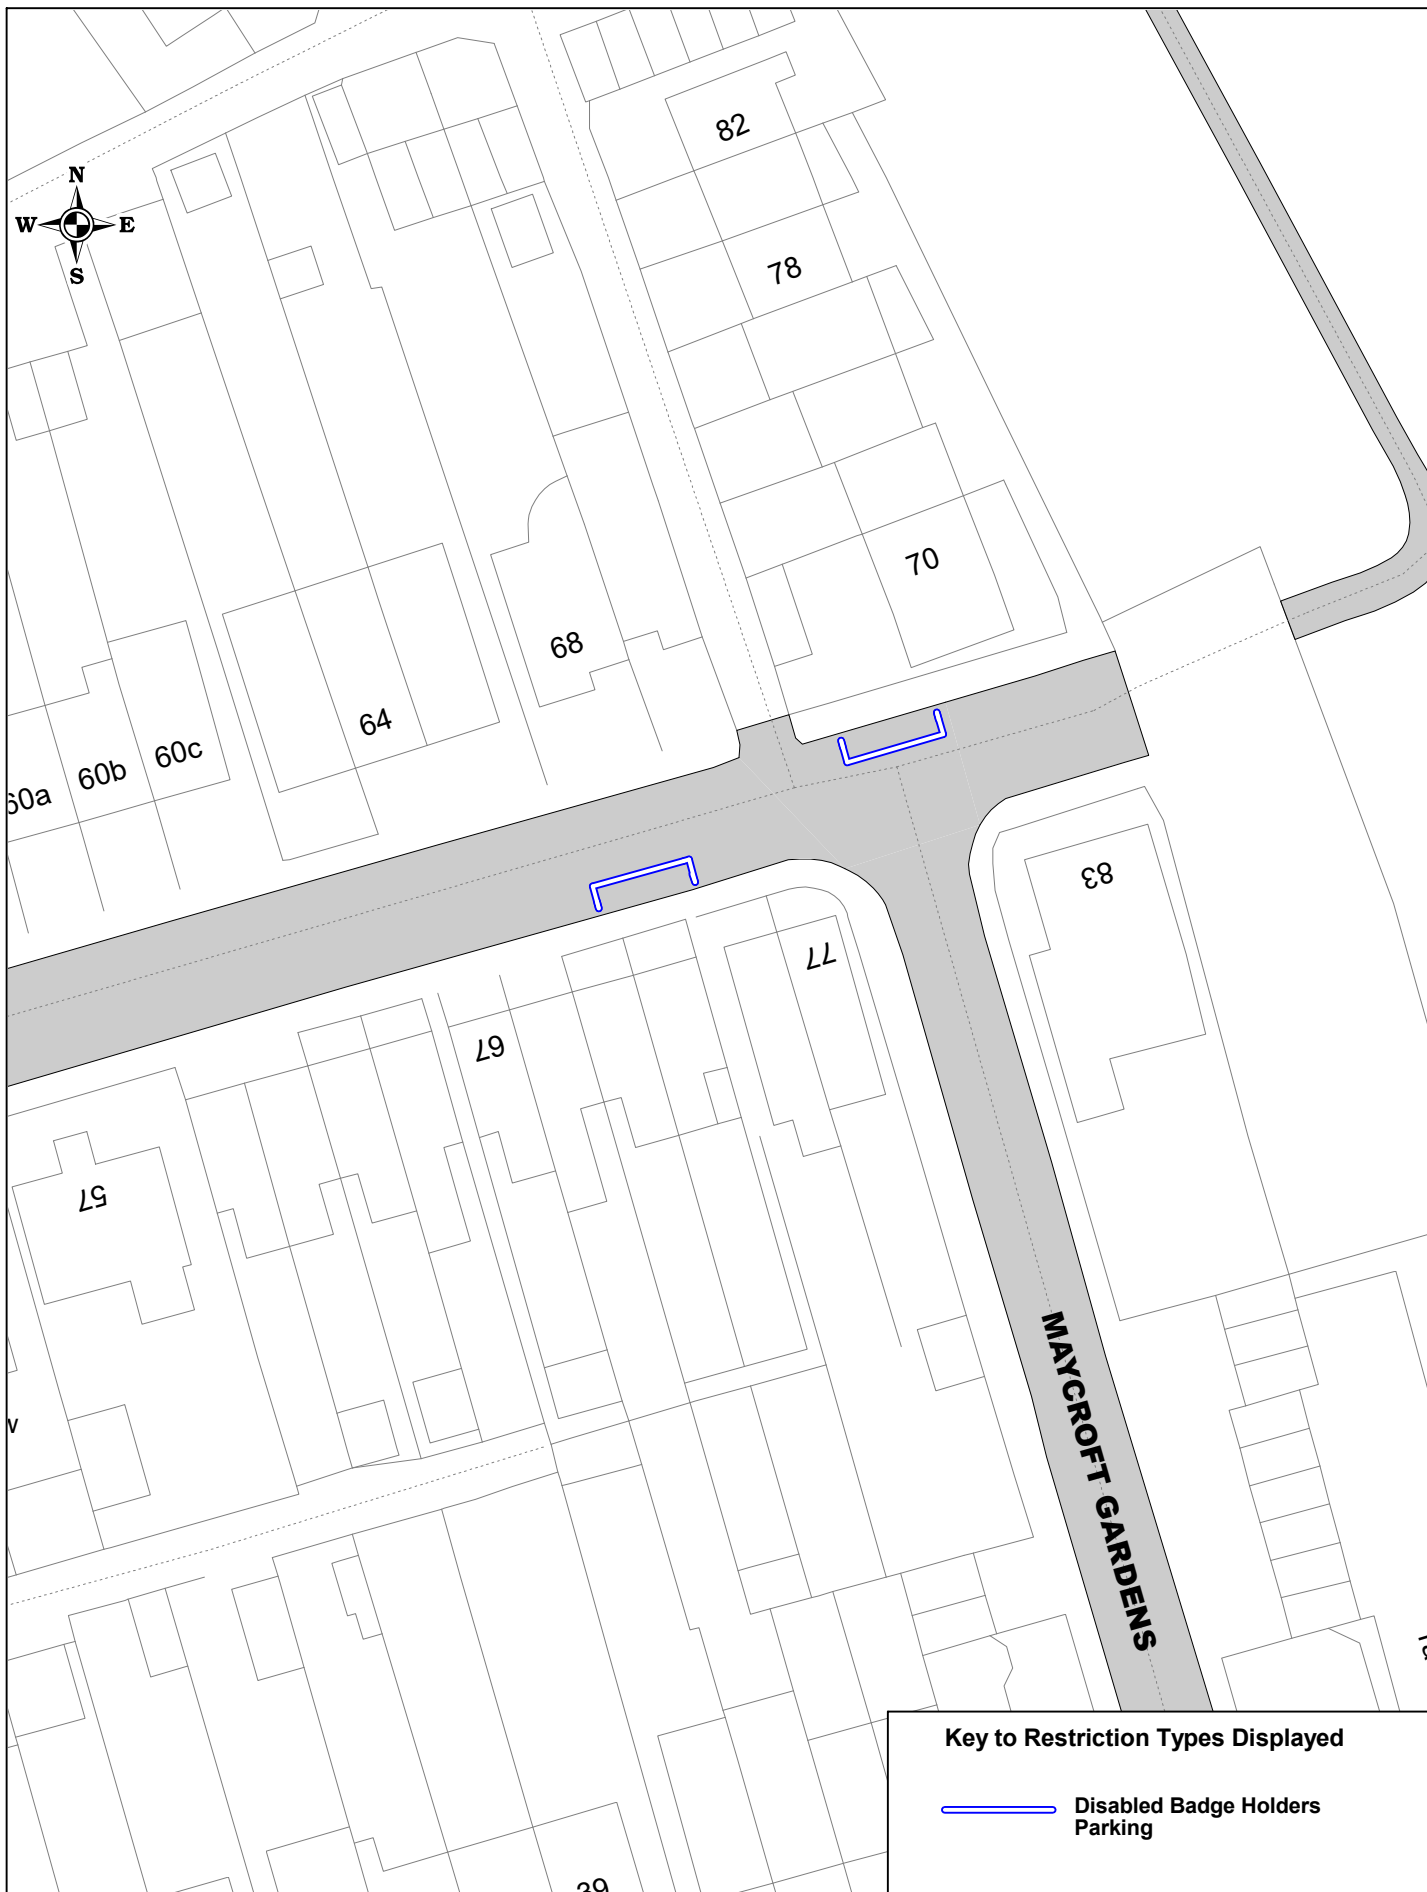 82
N
W
E
S
78
70
68
64
60c
60b
60a
83
77
67
57
MAYCROFT GARDENS
Key to Restriction Types Displayed
Disabled Badge Holders
Parking
39